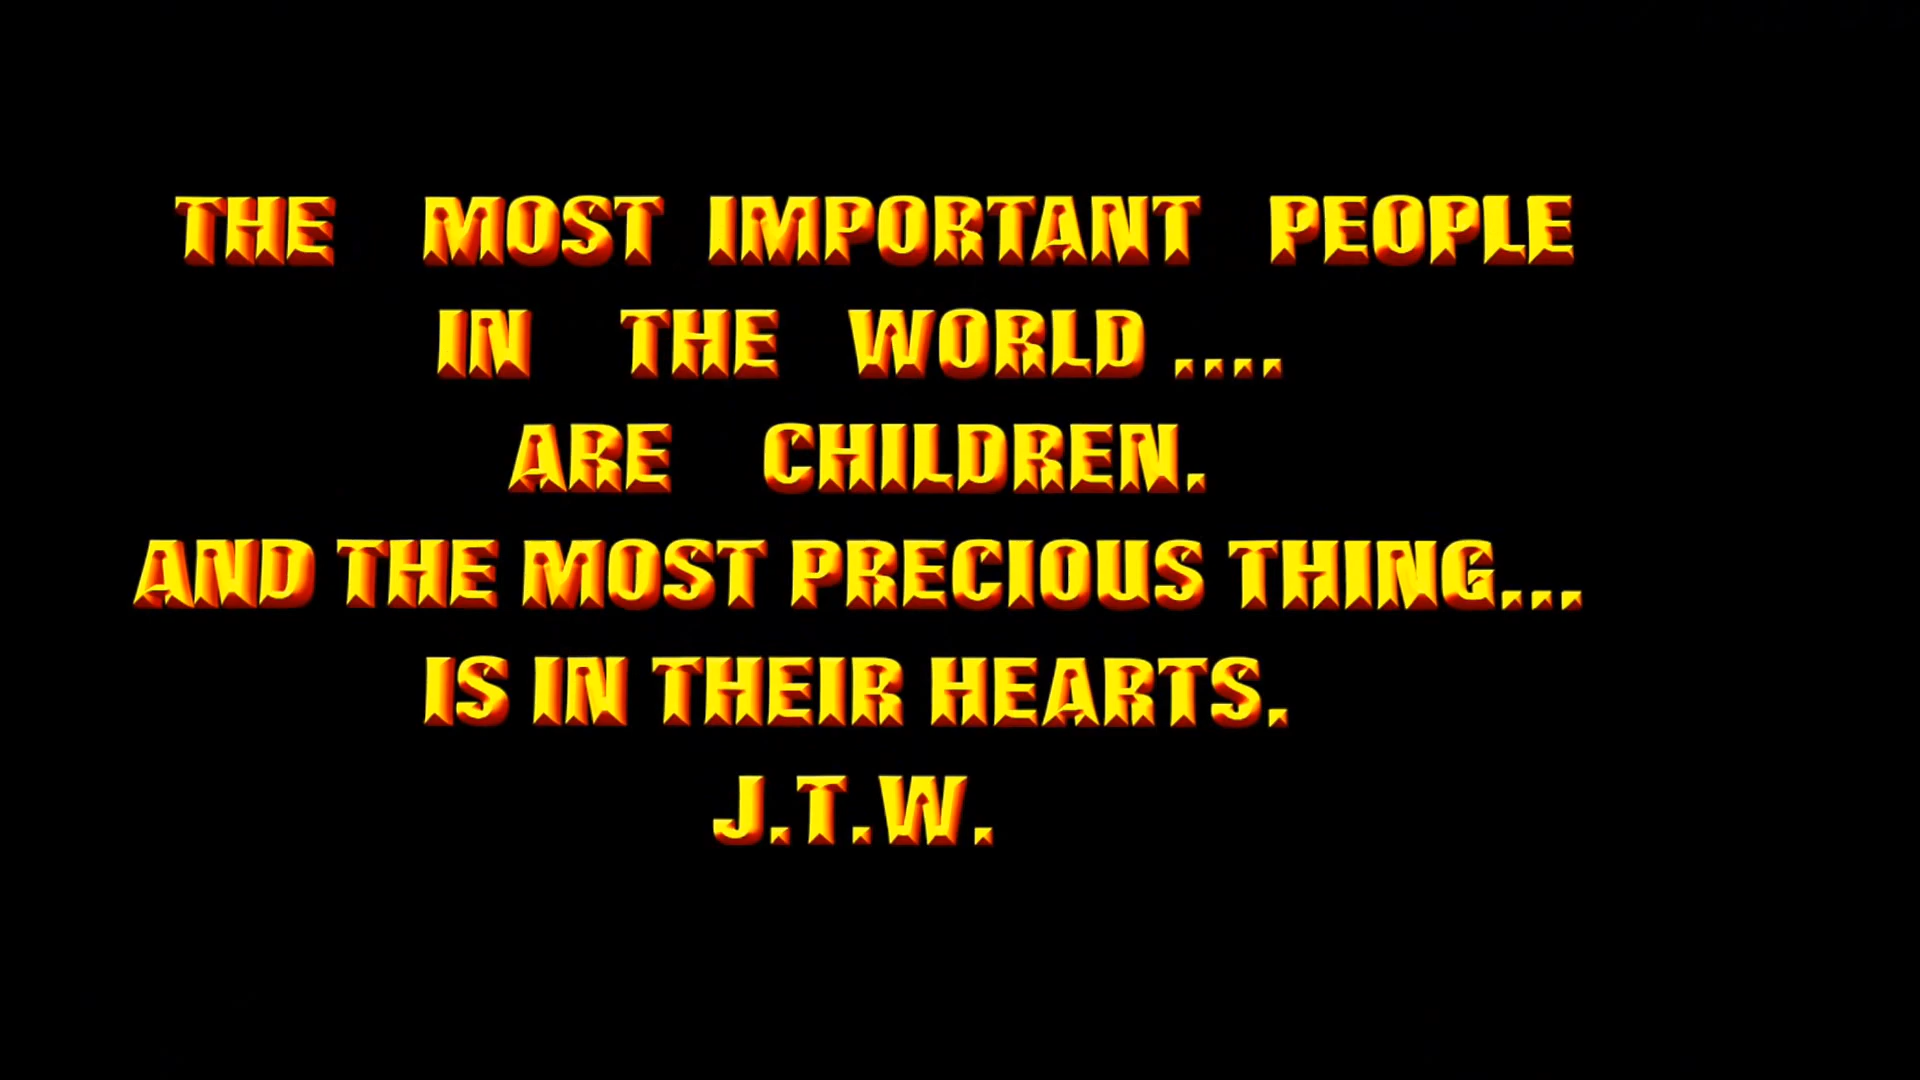 THE MOST IMPORTANT PEOPLE
IN THE WORLD ....
ARE CHILDREN.
AND THE MOST PRECIOUS THING...
IS IN THEIR HEARTS.
J.T.W.